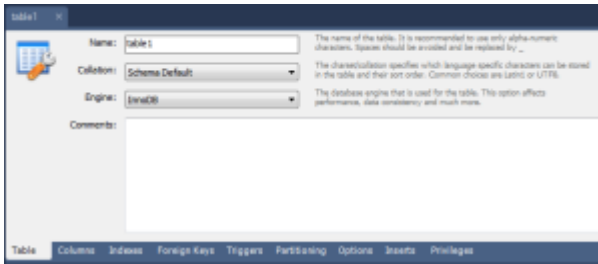 table1 ×
Name: table1
The name of the table. It is recommended to use only alpha-numeric
characters. Spaces should be avoided and be replaced by _
Collation: Schema Default
The charset/collation specifies which language specific characters can be stored
in the table and their sort order. Common choices are Latin1 or UTF8.
Engine: InnoDB
The database engine that is used for the table. This option affects
performance, data consistency and much more.
Comments:
Table Columns Indexes Foreign Keys Triggers Partitioning Options Inserts Privileges